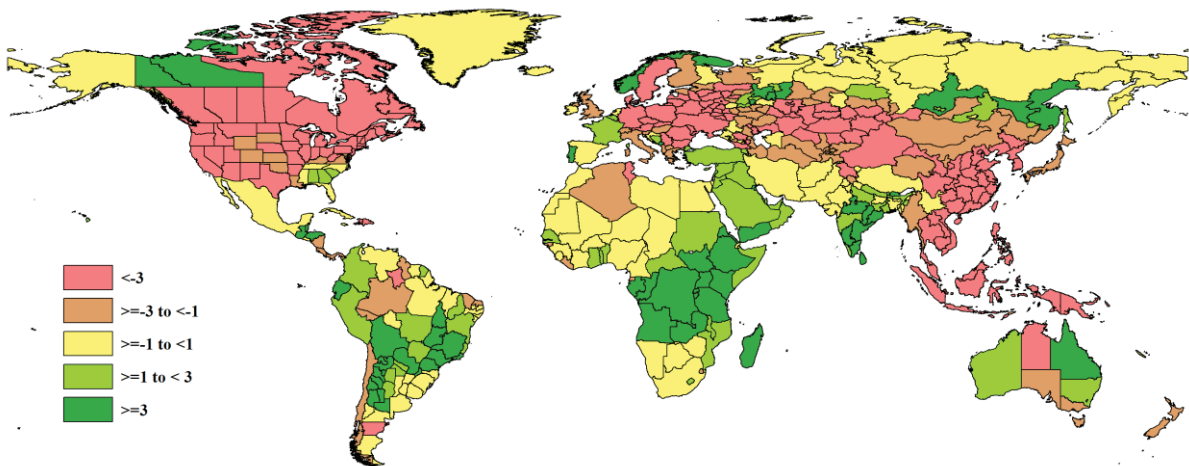 <-3
>=-3 to <-1
>=-1 to <1
>=1 to < 3
>=3